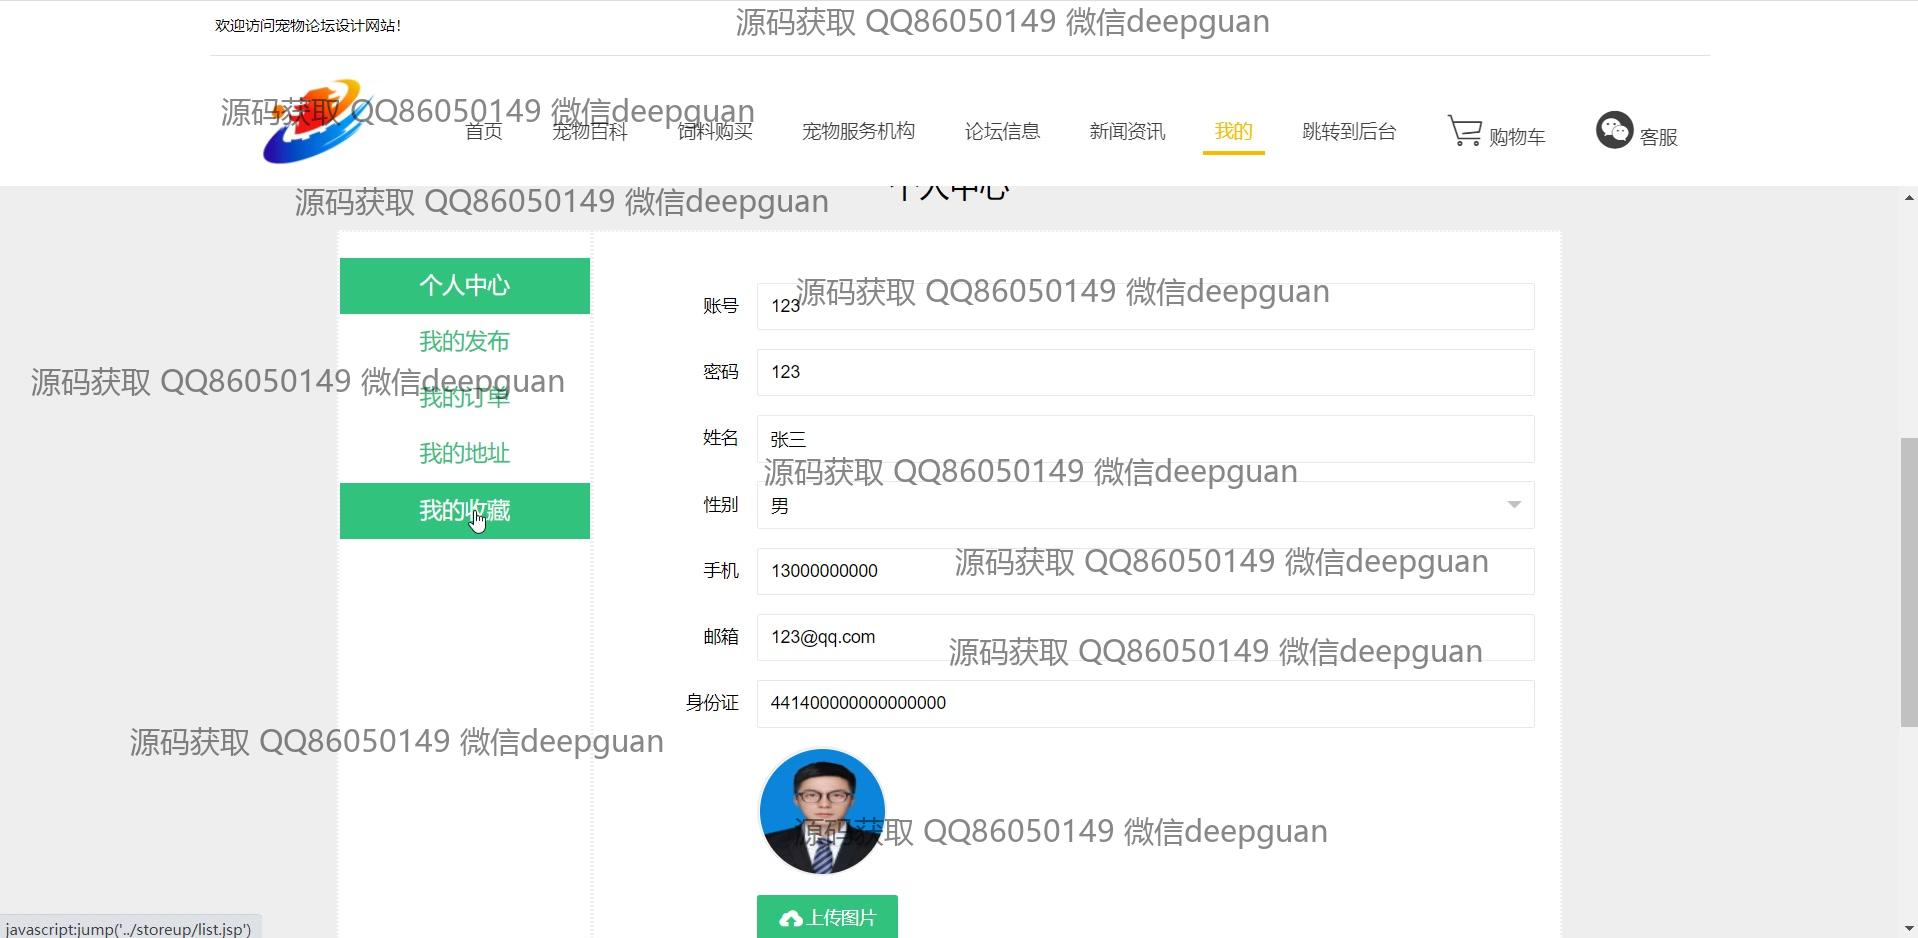 欢迎访问宠物论坛设计网站!
源码获取 QQ86050149 微信deepguan
源码获取 QQ86050149 微信deepguan
首页 宠物百科 饲料购买 宠物服务机构 论坛信息 新闻资讯 我的 跳转到后台 购物车 客服
个人中心
源码获取 QQ86050149 微信deepguan
个人中心
我的发布
我的订单
我的地址
我的收藏
源码获取 QQ86050149 微信deepguan
账号 123
源码获取 QQ86050149 微信deepguan
密码 123
姓名 张三
源码获取 QQ86050149 微信deepguan
性别 男
手机 13000000000
源码获取 QQ86050149 微信deepguan
邮箱 123@qq.com
源码获取 QQ86050149 微信deepguan
身份证 441400000000000000
源码获取 QQ86050149 微信deepguan
源码获取 QQ86050149 微信deepguan
上传图片
javascript:jump('../storeup/list.jsp')